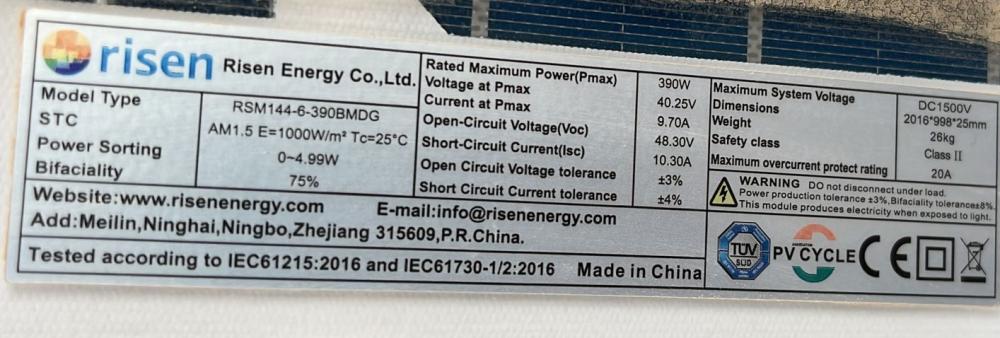 risen Risen Energy Co.,Ltd.
Model Type RSM144-6-390BMDG
STC AM1.5 E=1000W/m² Tc=25°C
Power Sorting 0~4.99W
Bifaciality 75%
Rated Maximum Power(Pmax) 390W
Voltage at Pmax 40.25V
Current at Pmax 9.70A
Open-Circuit Voltage(Voc) 48.30V
Short-Circuit Current(Isc) 10.30A
Open Circuit Voltage tolerance ±3%
Short Circuit Current tolerance ±4%
Maximum System Voltage DC1500V
Dimensions 2016*998*25mm
Weight 26kg
Safety class Class II
Maximum overcurrent protect rating 20A
WARNING DO not disconnect under load.
Power production tolerance ±3%,Bifaciality tolerance±8%.
This module produces electricity when exposed to light.
Website:www.risenenergy.com E-mail:info@risenenergy.com
Add:Meilin,Ninghai,Ningbo,Zhejiang 315609,P.R.China.
Tested according to IEC61215:2016 and IEC61730-1/2:2016 Made in China
TÜV
SÜD
PV CYCLE
CE